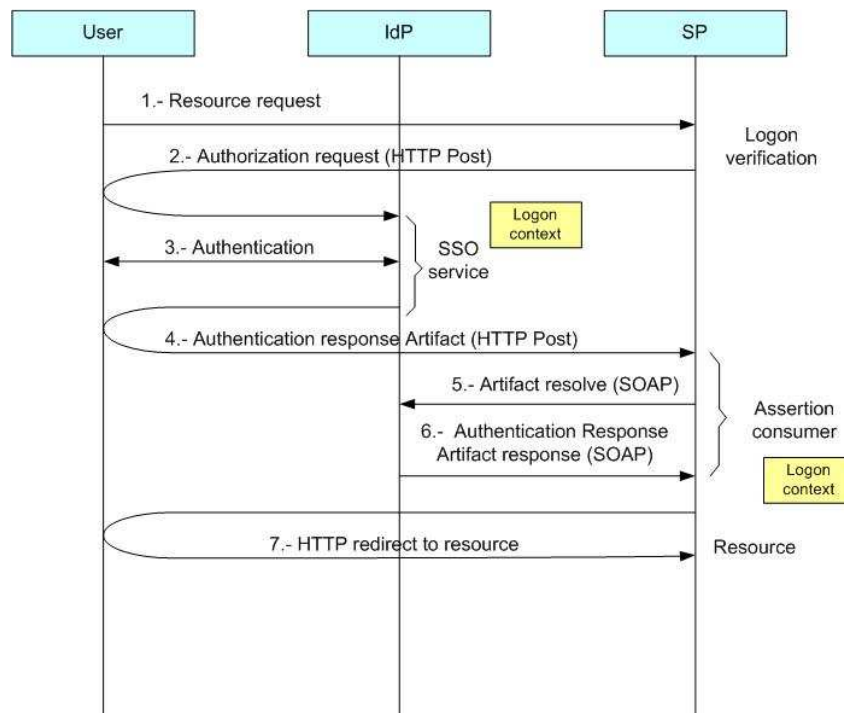 User
IdP
SP
1.- Resource request
Logon
verification
2.- Authorization request (HTTP Post)
Logon
context
3.- Authentication
SSO
service
4.- Authentication response Artifact (HTTP Post)
5.- Artifact resolve (SOAP)
Assertion
consumer
6.- Authentication Response
Artifact response (SOAP)
Logon
context
7.- HTTP redirect to resource
Resource